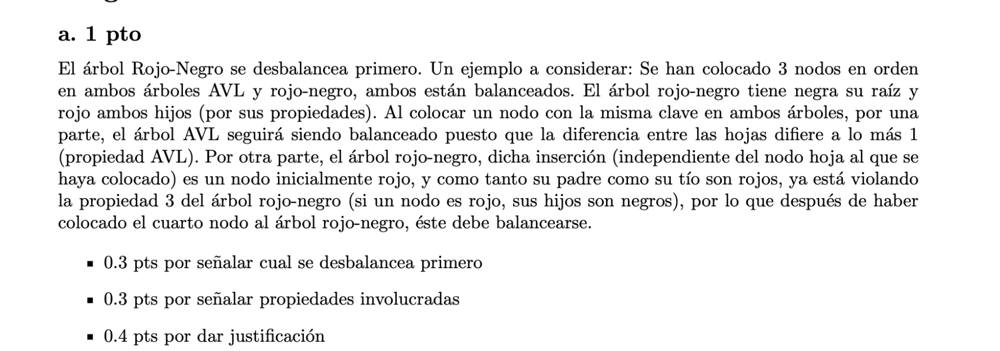 a. 1 pto
El árbol Rojo-Negro se desbalancea primero. Un ejemplo a considerar: Se han colocado 3 nodos en orden
en ambos árboles AVL y rojo-negro, ambos están balanceados. El árbol rojo-negro tiene negra su raíz y
rojo ambos hijos (por sus propiedades). Al colocar un nodo con la misma clave en ambos árboles, por una
parte, el árbol AVL seguirá siendo balanceado puesto que la diferencia entre las hojas difiere a lo más 1
(propiedad AVL). Por otra parte, el árbol rojo-negro, dicha inserción (independiente del nodo hoja al que se
haya colocado) es un nodo inicialmente rojo, y como tanto su padre como su tío son rojos, ya está violando
la propiedad 3 del árbol rojo-negro (si un nodo es rojo, sus hijos son negros), por lo que después de haber
colocado el cuarto nodo al árbol rojo-negro, éste debe balancearse.
▪ 0.3 pts por señalar cual se desbalancea primero
▪ 0.3 pts por señalar propiedades involucradas
▪ 0.4 pts por dar justificación